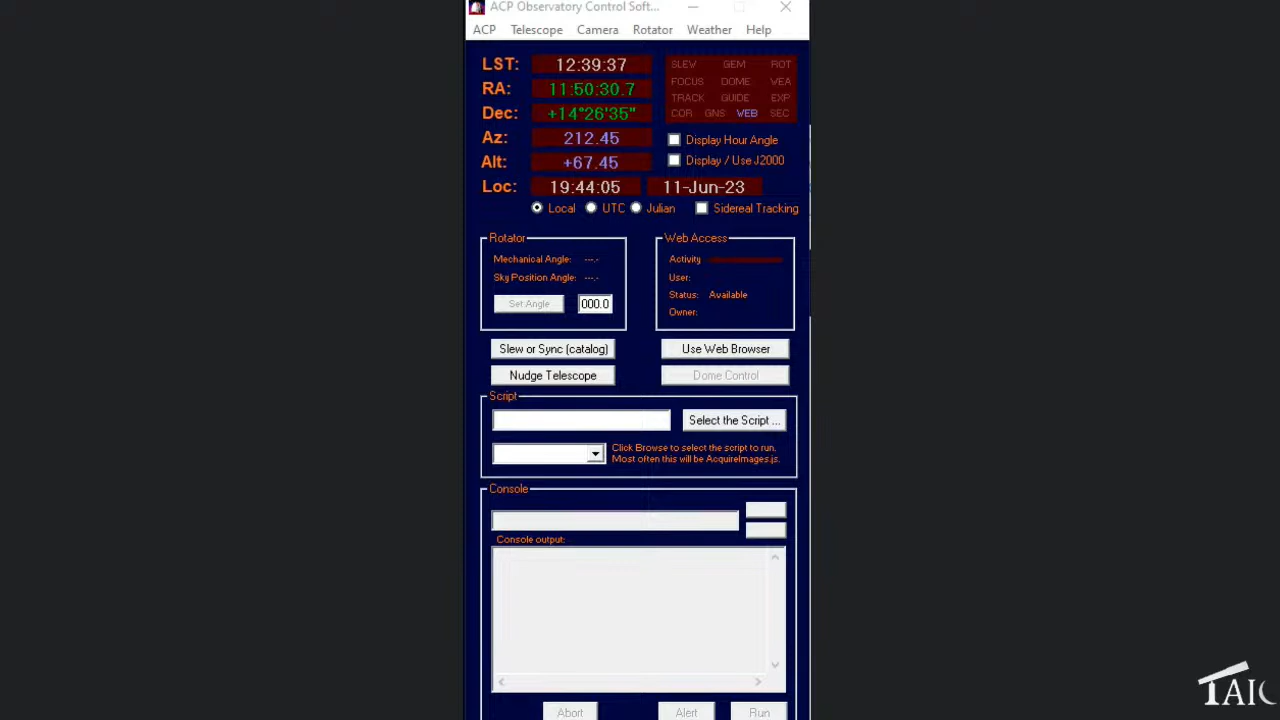 ACP Observatory Control Soft...
ACP Telescope Camera Rotator Weather Help
LST: 12:39:37
RA: 11:50:30.7
Dec: +14°26'35"
Az: 212.45
Alt: +67.45
Loc: 19:44:05 11-Jun-23
SLEW GEM ROT
FOCUS DOME WEA
TRACK GUIDE EXP
COR GNS WEB SEC
Display Hour Angle
Display / Use J2000
Local UTC Julian Sidereal Tracking
Rotator
Mechanical Angle: ---.-
Sky Position Angle: ---.-
Set Angle 000.0
Web Access
Activity
User:
Status: Available
Owner:
Slew or Sync (catalog) Use Web Browser
Nudge Telescope Dome Control
Script
Select the Script ...
Click Browse to select the script to run.
Most often this will be AcquireImages.js.
Console
Console output:
Abort Alert Run
TAIC